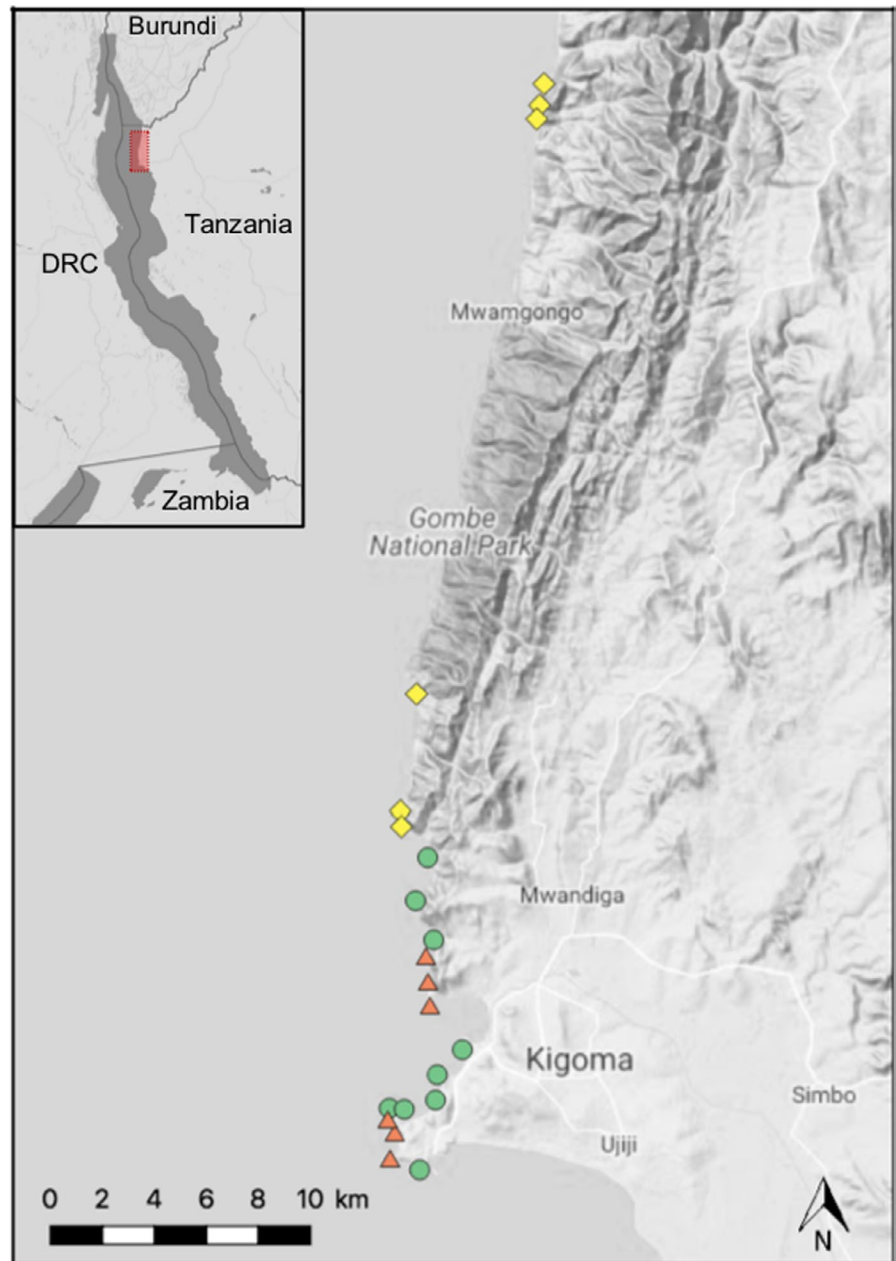 Burundi
Tanzania
DRC
Zambia
Mwamgongo
Gombe
National Park
Mwandiga
Kigoma
Simbo
Ujiji
0 2 4 6 8 10 km
N